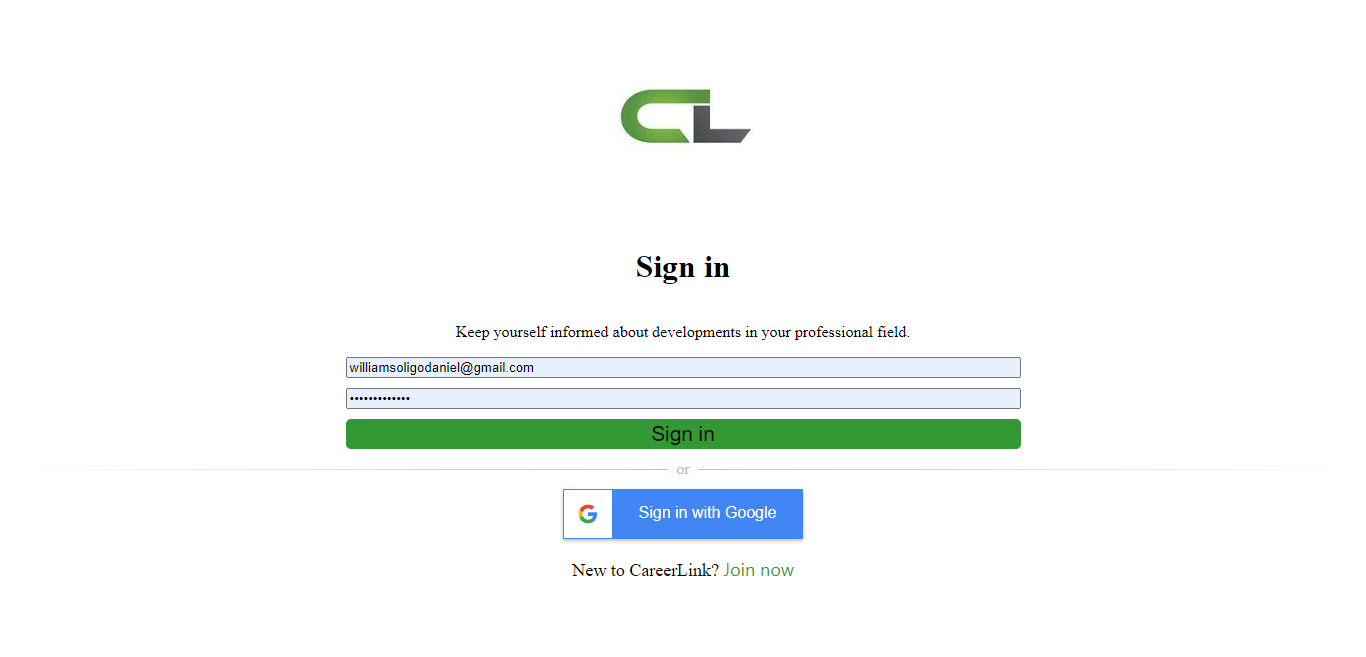 CL
Sign in
Keep yourself informed about developments in your professional field.
williamsoligodaniel@gmail.com
•••••••••••••
Sign in
or
G Sign in with Google
New to CareerLink? Join now